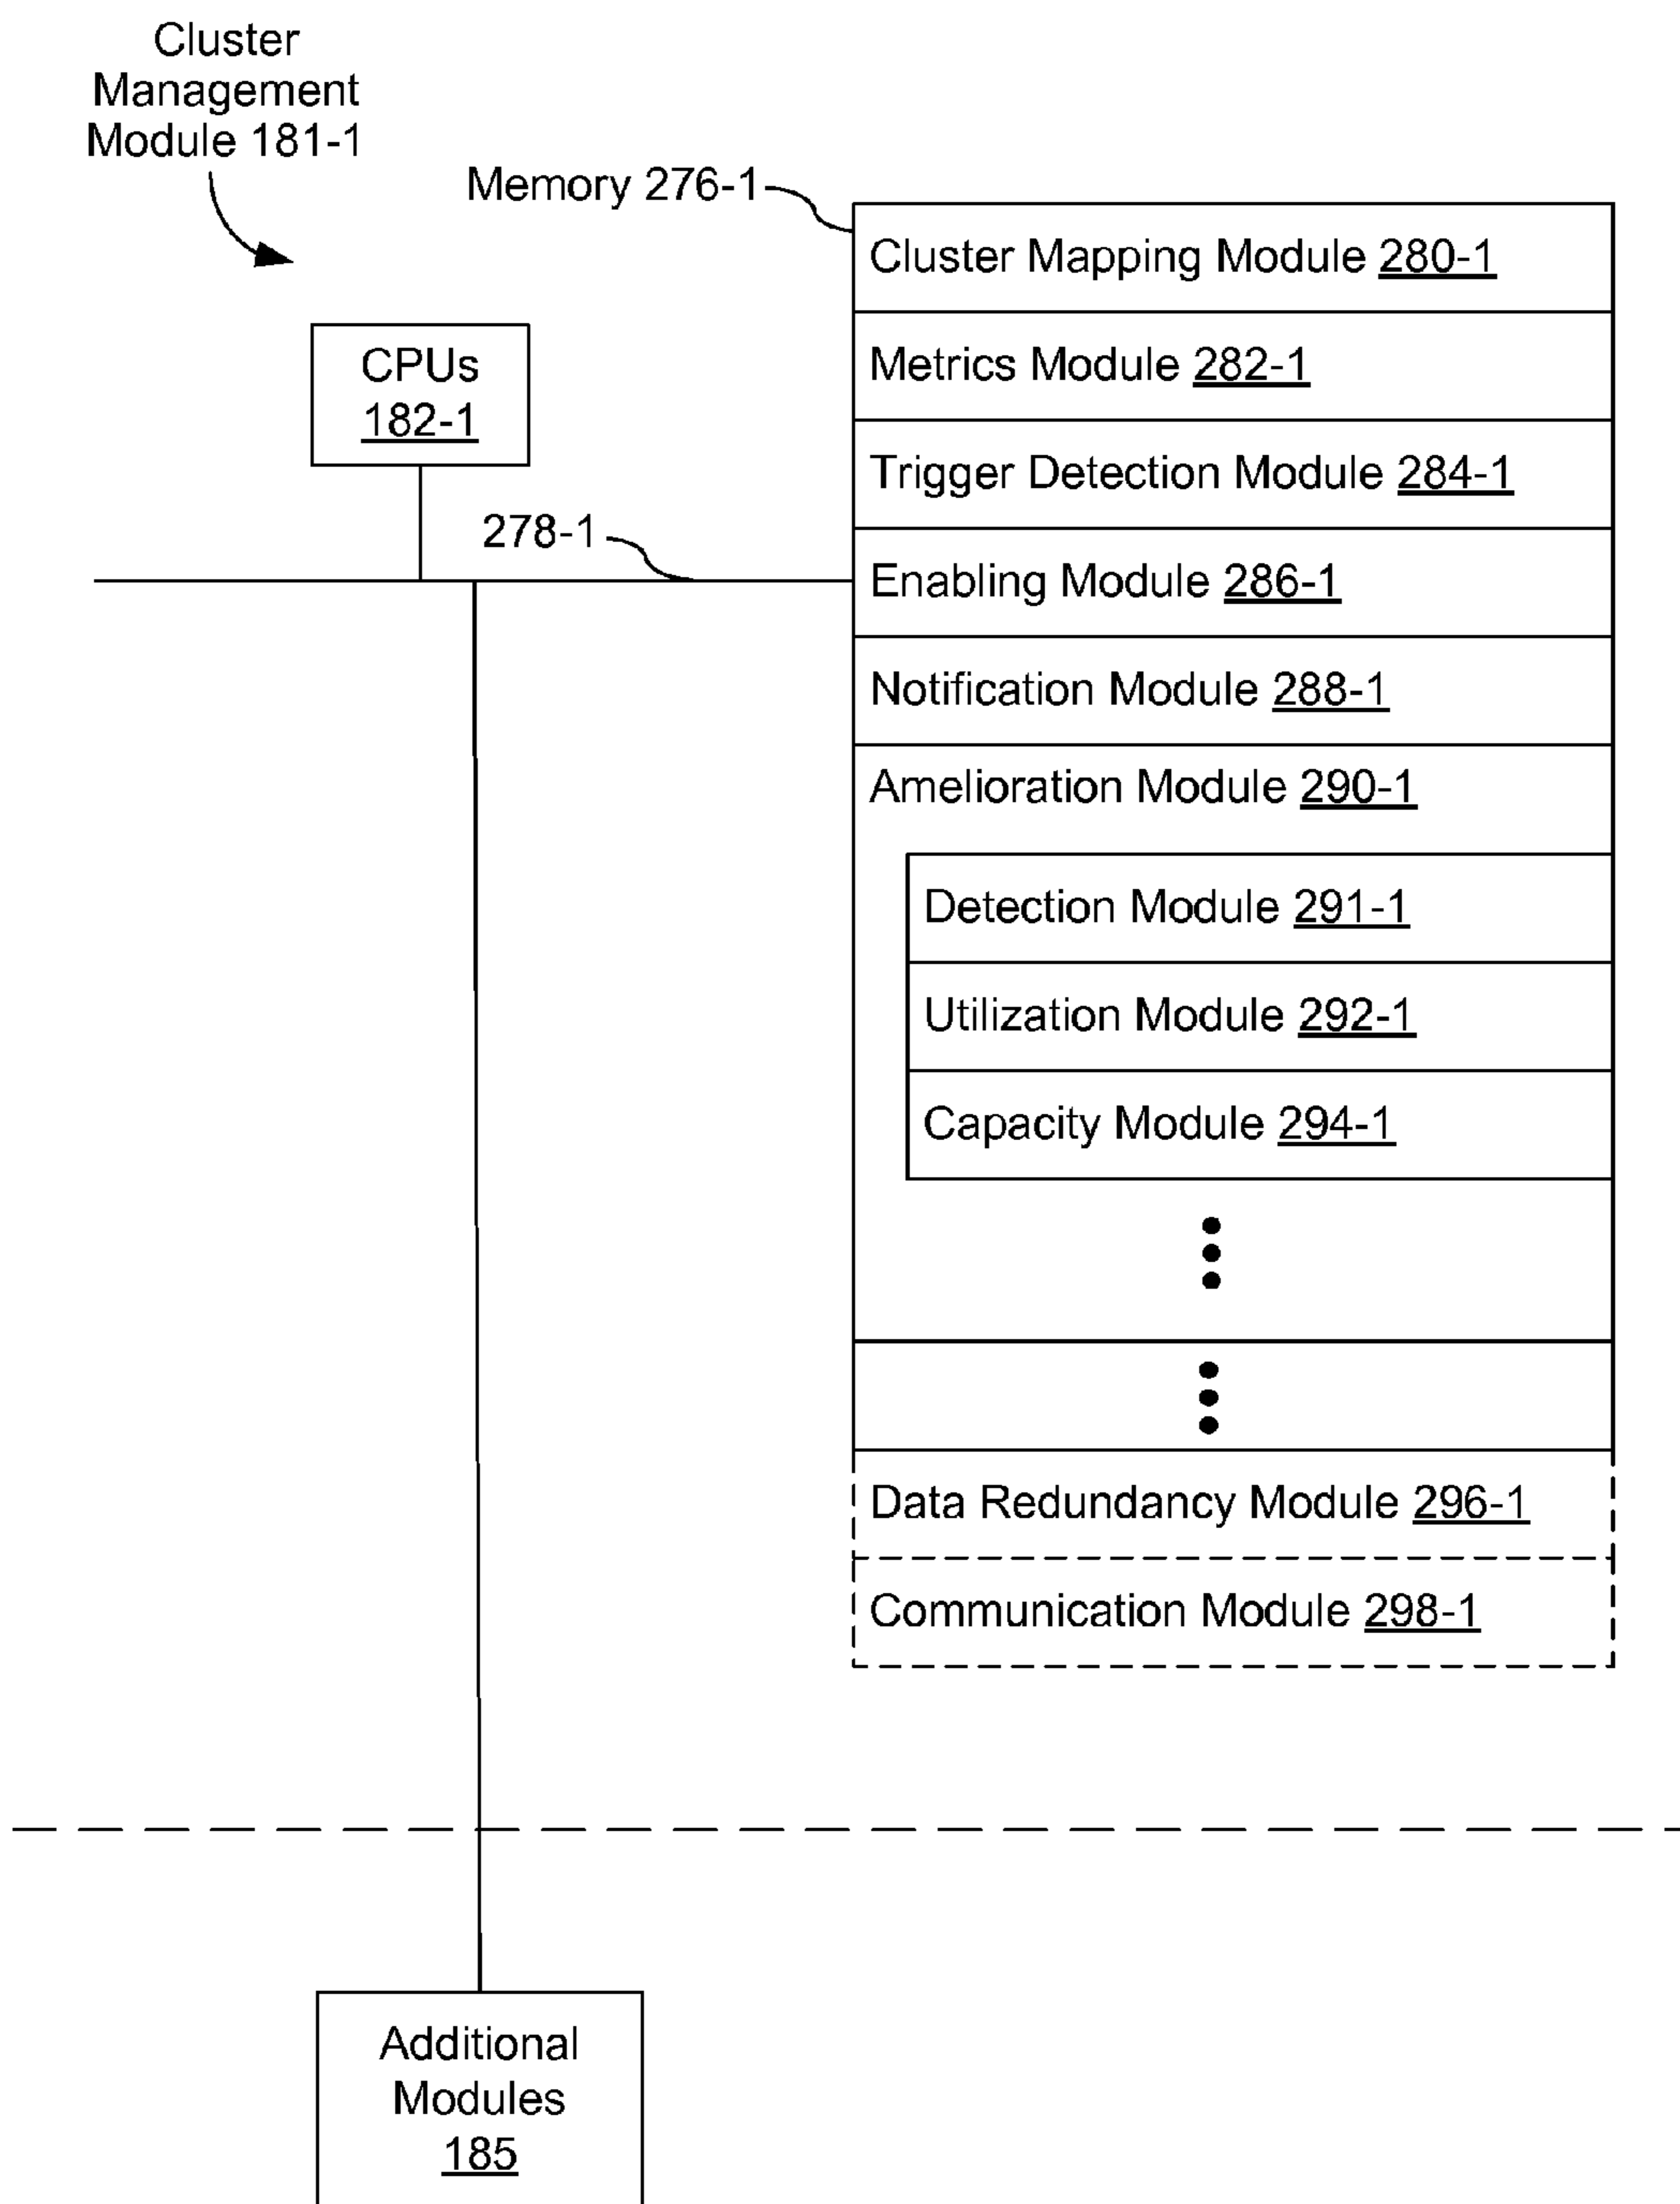 Cluster
Management
Module 181-1
Memory 276-1
Cluster Mapping Module 280-1
CPUs
182-1
Metrics Module 282-1
Trigger Detection Module 284-1
278-1
Enabling Module 286-1
Notification Module 288-1
Amelioration Module 290-1
Detection Module 291-1
Utilization Module 292-1
Capacity Module 294-1
Data Redundancy Module 296-1
Communication Module 298-1
Additional
Modules
185